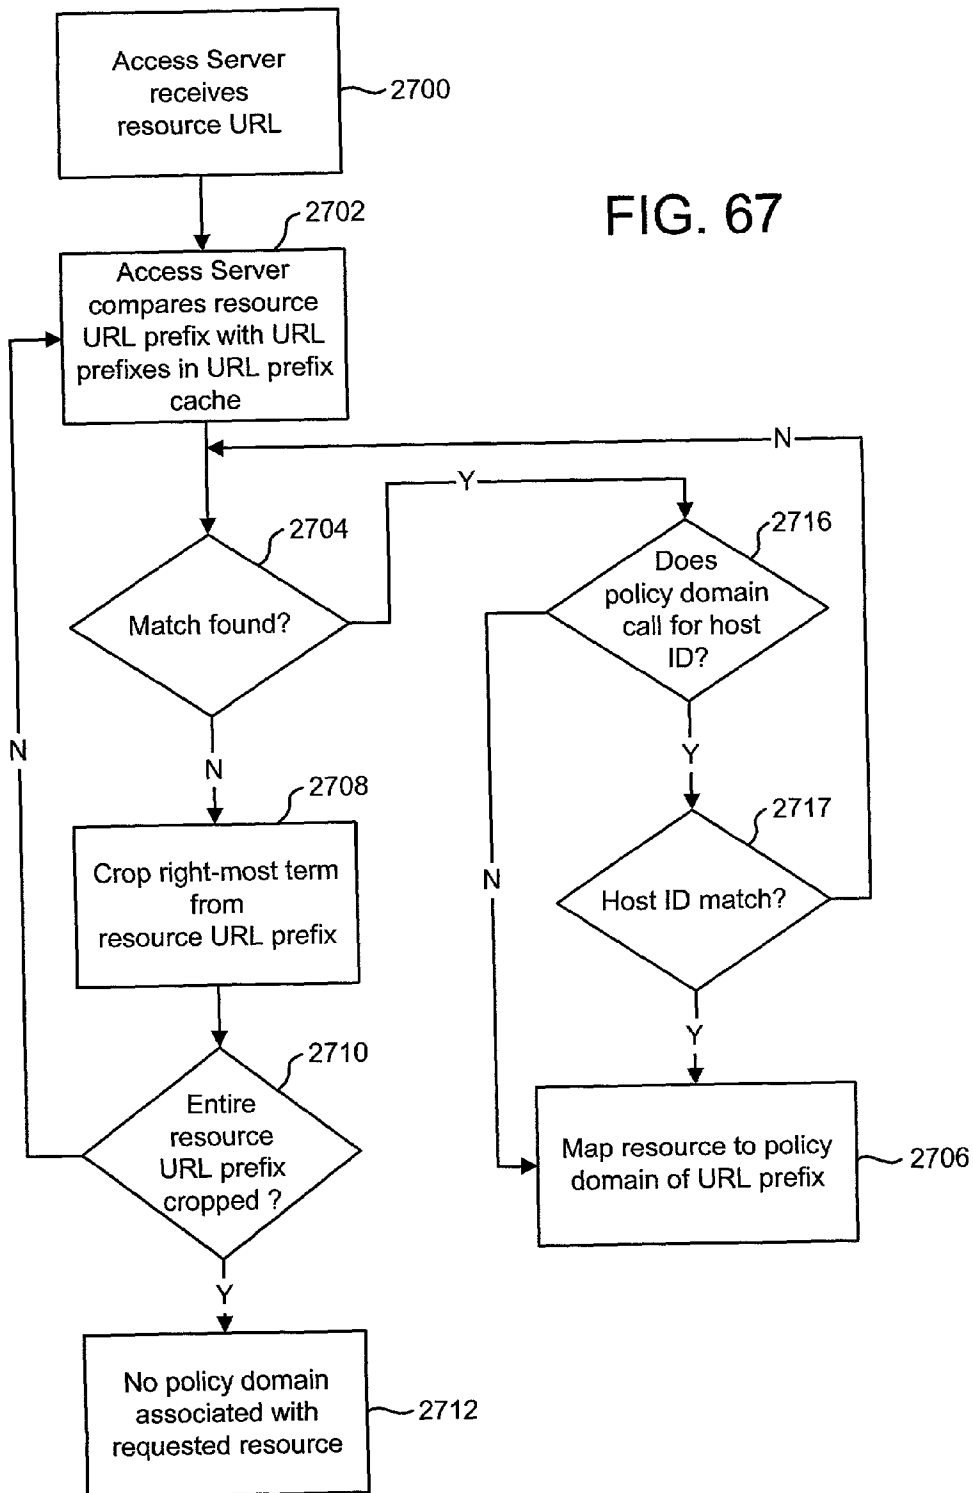 Access Server
receives
resource URL
2700
FIG. 67
2702
Access Server
compares resource
URL prefix with URL
prefixes in URL prefix
cache
N
Y
2704
Match found?
2716
Does
policy domain
call for host
ID?
N
N
Y
2708
Crop right-most term
from
resource URL prefix
2717
Host ID match?
N
Y
2710
Entire
resource
URL prefix
cropped ?
Map resource to policy
domain of URL prefix
2706
Y
No policy domain
associated with
requested resource
2712